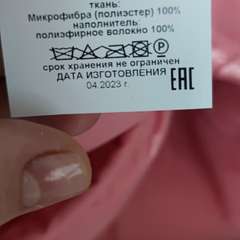 ткань:
Микрофибра (полиэстер) 100%
наполнитель
полиэфирное волокно 100%
срок хранения не ограничен
ДАТА ИЗГОТОВЛЕНИЯ
04.2023 г.
ЕАС